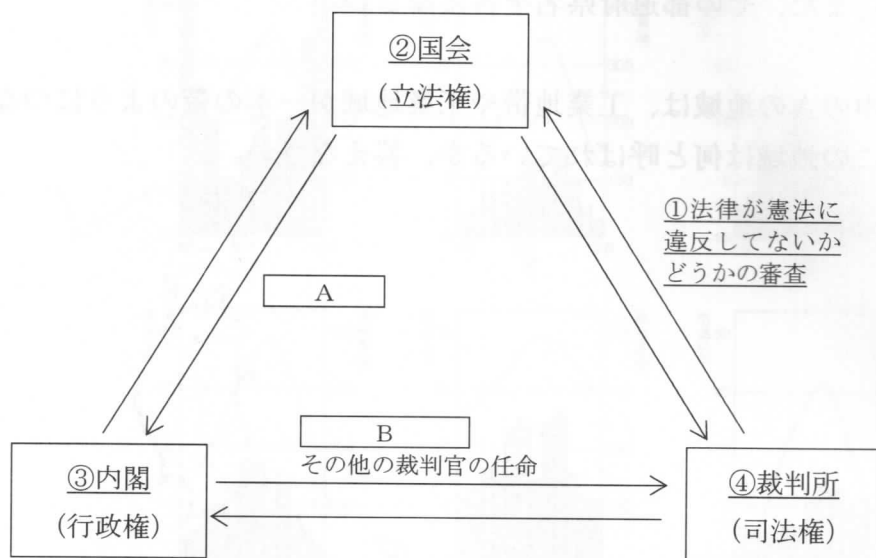 ②国会
(立法権)
①法律が憲法に
違反してないか
どうかの審査
A
B
その他の裁判官の任命
③内閣
(行政権)
④裁判所
(司法権)